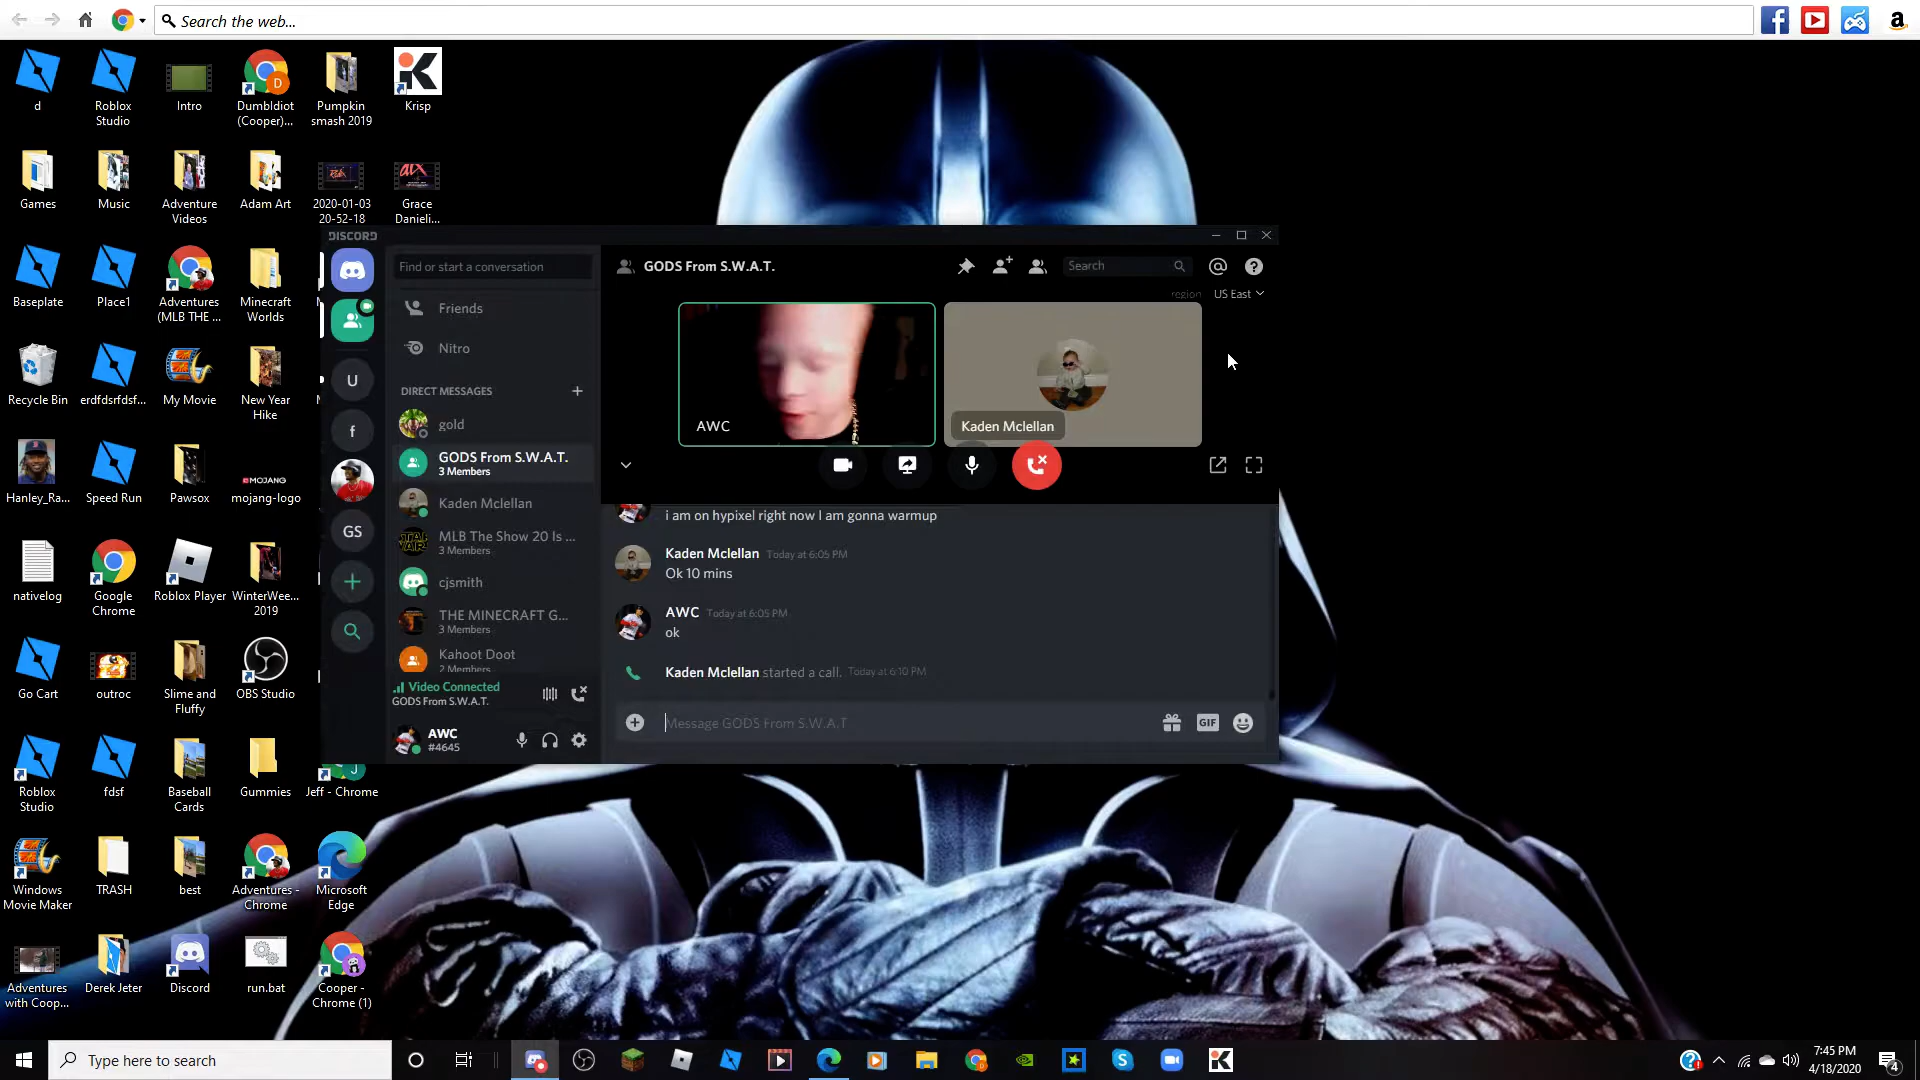 Search the web...
d
Roblox
Studio
Intro
DumbIdiot
(Cooper)...
Pumpkin
smash 2019
Krisp
Games
Music
Adventure
Videos
Adam Art
2020-01-03
20-52-18
Grace
Danieli...
Baseplate
Place1
Adventures
(MLB THE ...
Minecraft
Worlds
Recycle Bin
erdfdsrfdsf...
My Movie
New Year
Hike
Hanley_Ra...
Speed Run
Pawsox
MOJANG
mojang-logo
nativelog
Google
Chrome
Roblox Player
WinterWee...
2019
Go Cart
outroc
Slime and
Fluffy
OBS Studio
Roblox
Studio
fdsf
Baseball
Cards
Gummies
Jeff - Chrome
Windows
Movie Maker
TRASH
best
Adventures -
Chrome
Microsoft
Edge
Adventures
with Coop...
Derek Jeter
Discord
run.bat
Cooper -
Chrome (1)
DISCORD
U
f
GS
Find or start a conversation
Friends
Nitro
DIRECT MESSAGES
gold
GODS From S.W.A.T.
3 Members
Kaden Mclellan
MLB The Show 20 Is ...
3 Members
cjsmith
THE MINECRAFT G...
3 Members
Kahoot Doot
2 Members
Video Connected
GODS From S.W.A.T.
AWC
#4645
GODS From S.W.A.T.
Search
region US East
AWC
Kaden Mclellan
i am on hypixel right now I am gonna warmup
Kaden Mclellan Today at 6:05 PM
Ok 10 mins
AWC Today at 6:05 PM
ok
Kaden Mclellan started a call. Today at 6:10 PM
Message GODS From S.W.A.T
GIF
Type here to search
7:45 PM
4/18/2020
4